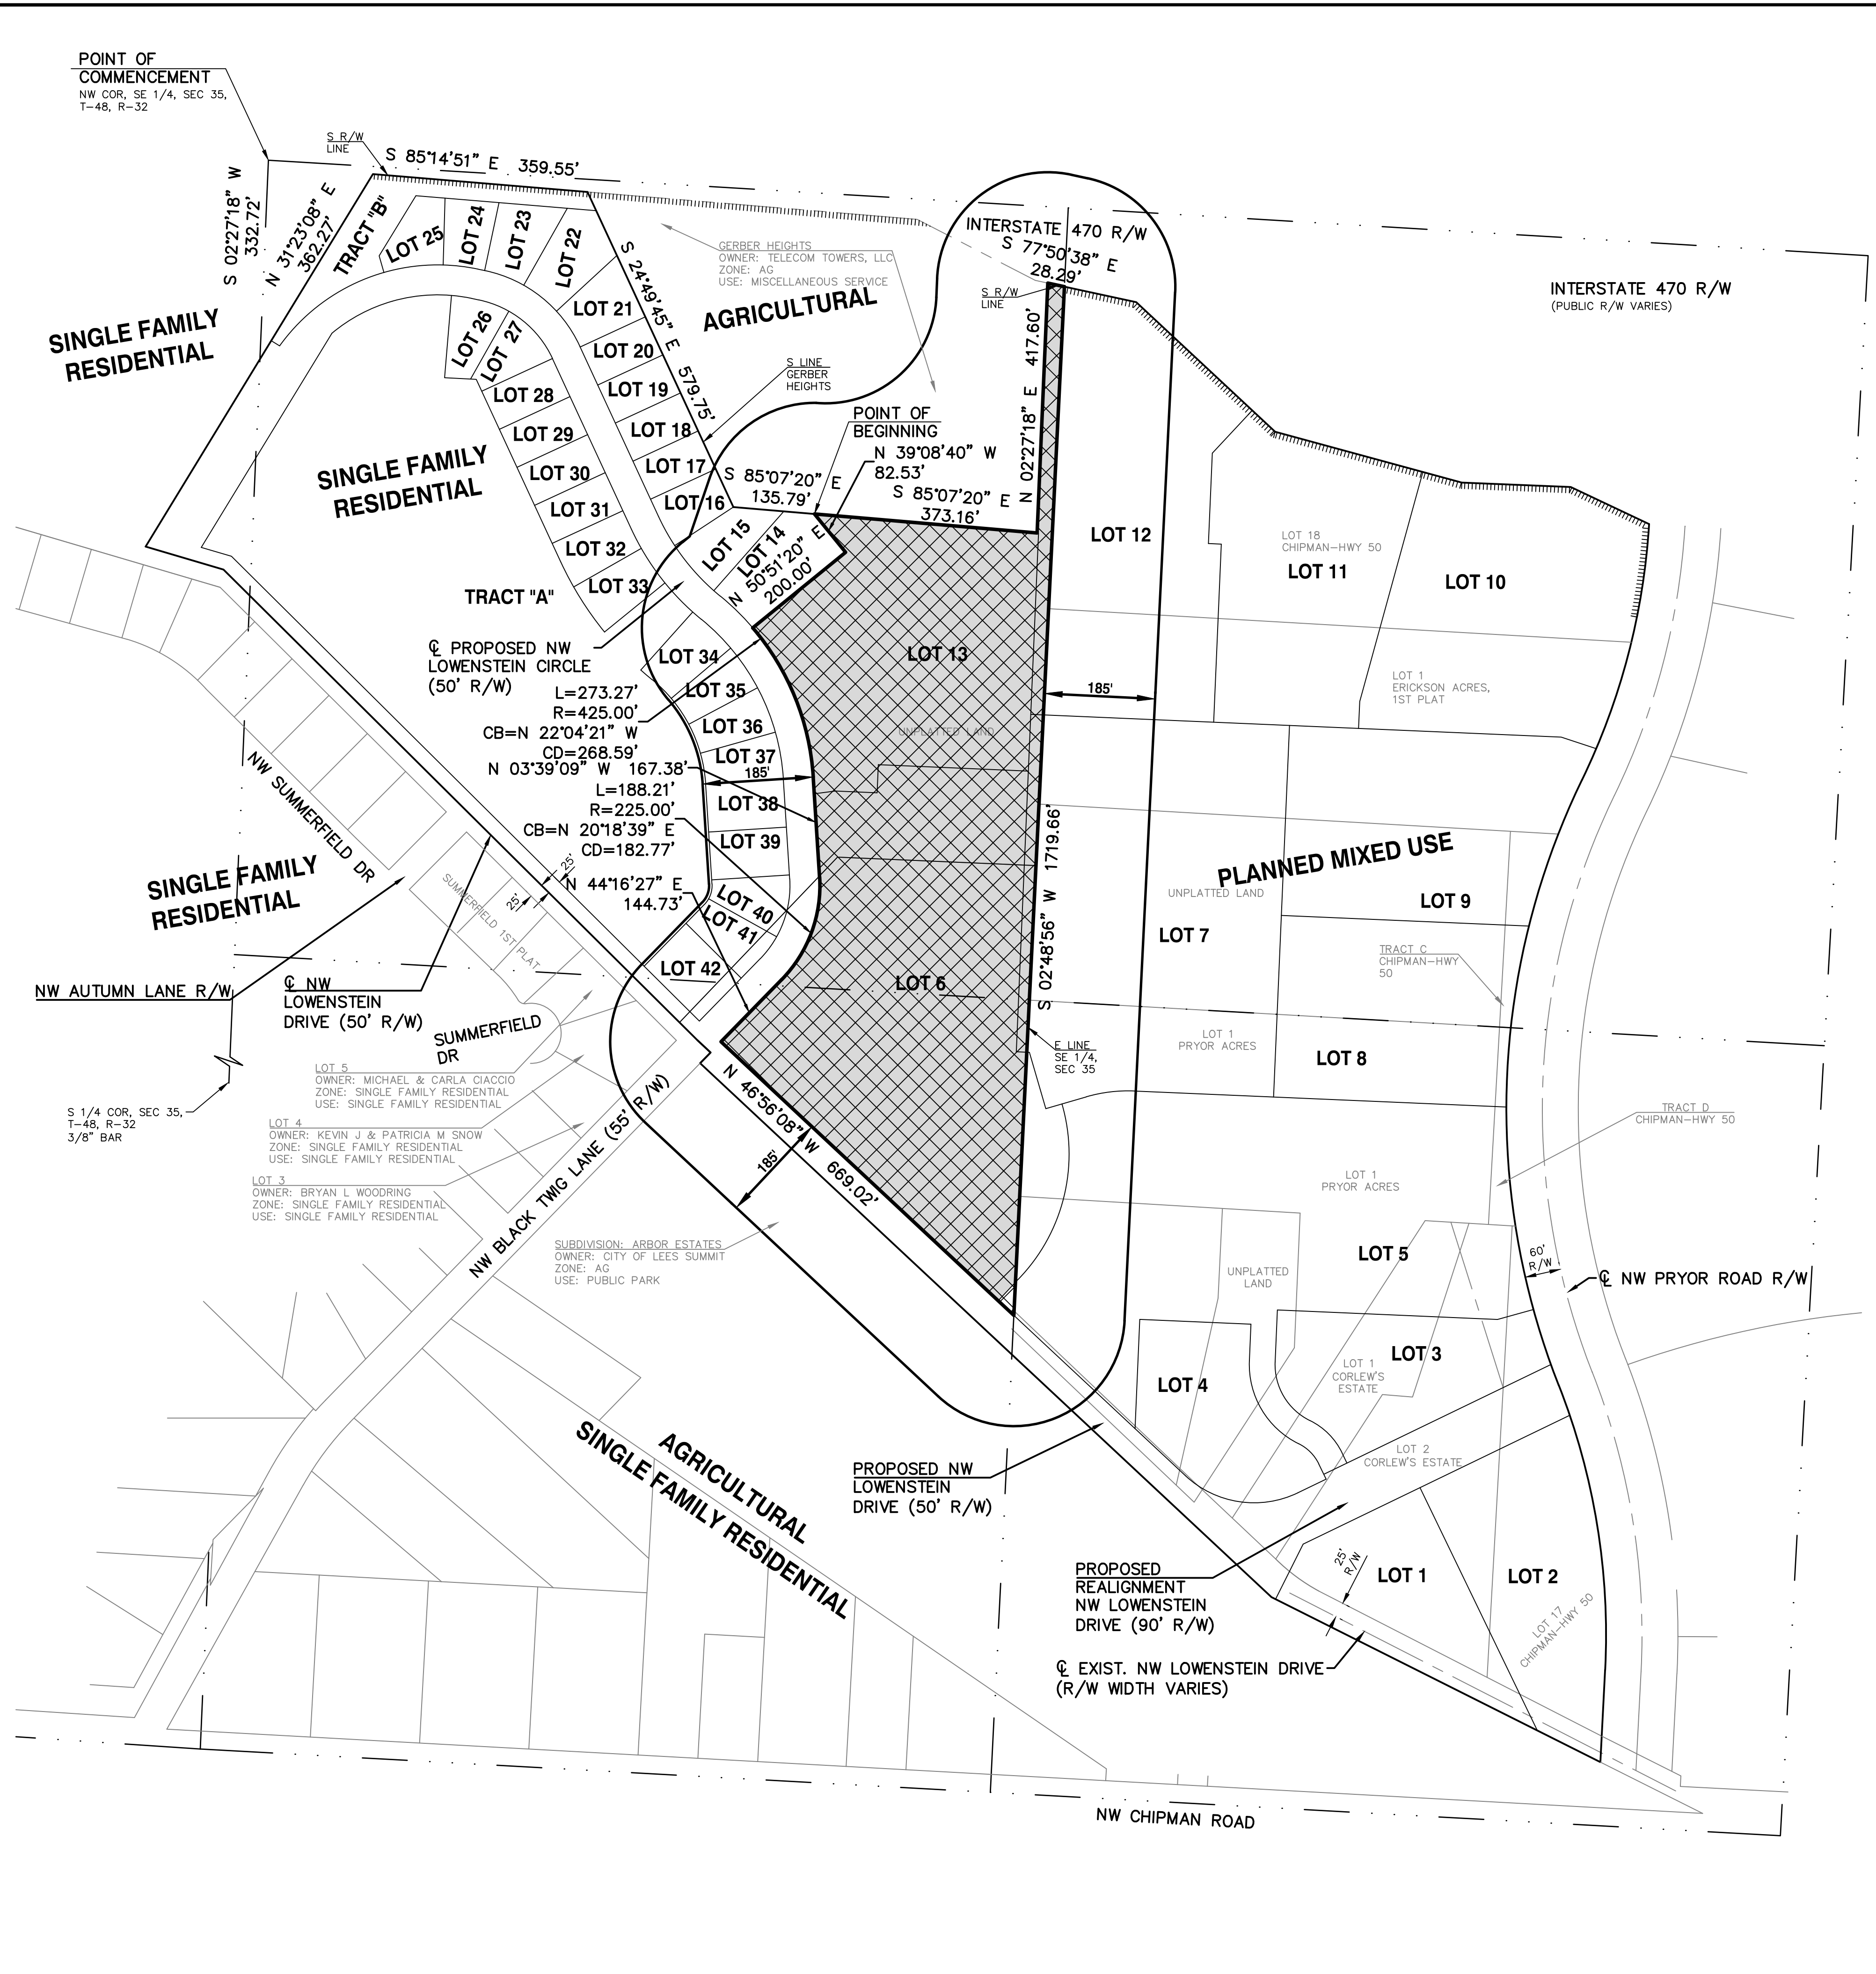 POINT OF
COMMENCEMENT
NW COR, SE 1/4, SEC 35,
T-48, R-32
S R/W
LINE
S 85°14'51" E 359.55'
S 02°27'18" W
332.72'
N 31°23'08" E
362.27'
TRACT "B"
LOT 25
LOT 24
LOT 23
LOT 22
S 24°49'45" E 579.75'
GERBER HEIGHTS
OWNER: TELECOM TOWERS, LLC
ZONE: AG
USE: MISCELLANEOUS SERVICE
AGRICULTURAL
INTERSTATE 470 R/W
S 77°50'38" E
28.29'
S R/W
LINE
INTERSTATE 470 R/W
(PUBLIC R/W VARIES)
SINGLE FAMILY
RESIDENTIAL
LOT 21
LOT 26
LOT 27
LOT 20
LOT 28
LOT 19
S LINE
GERBER
HEIGHTS
N 02°27'18" E 417.60'
LOT 29
LOT 18
POINT OF
BEGINNING
N 39°08'40" W
82.53'
SINGLE FAMILY
RESIDENTIAL
LOT 30
LOT 17
S 85°07'20" E
135.79'
S 85°07'20" E
373.16'
LOT 31
LOT 16
LOT 32
LOT 15
LOT 14
N 50°51'20" E
200.00'
LOT 33
LOT 12
LOT 18
CHIPMAN-HWY 50
LOT 11
LOT 10
TRACT "A"
℄ PROPOSED NW
LOWENSTEIN CIRCLE
(50' R/W)
LOT 34
LOT 13
LOT 35
LOT 1
ERICKSON ACRES,
1ST PLAT
185'
L=273.27'
R=425.00'
CB=N 22°04'21" W
CD=268.59'
LOT 36
UNPLATTED LAND
LOT 37
N 03°39'09" W 167.38'
185'
L=188.21'
R=225.00'
CB=N 20°18'39" E
CD=182.77'
LOT 38
LOT 39
NW SUMMERFIELD DR
S 02°48'56" W 1719.66'
PLANNED MIXED USE
SINGLE FAMILY
RESIDENTIAL
SUMMERFIELD 1ST PLAT
25'
25'
N 44°16'27" E
144.73'
LOT 40
LOT 41
UNPLATTED LAND
LOT 9
LOT 7
TRACT C
CHIPMAN-HWY
50
LOT 42
LOT 6
NW AUTUMN LANE R/W
℄ NW
LOWENSTEIN
DRIVE (50' R/W)
SUMMERFIELD
DR
LOT 1
PRYOR ACRES
LOT 8
E LINE
SE 1/4,
SEC 35
LOT 5
OWNER: MICHAEL & CARLA CIACCIO
ZONE: SINGLE FAMILY RESIDENTIAL
USE: SINGLE FAMILY RESIDENTIAL
S 1/4 COR, SEC 35,
T-48, R-32
3/8" BAR
LOT 4
OWNER: KEVIN J & PATRICIA M SNOW
ZONE: SINGLE FAMILY RESIDENTIAL
USE: SINGLE FAMILY RESIDENTIAL
N 46°56'08" W 669.02'
TRACT D
CHIPMAN-HWY 50
LOT 3
OWNER: BRYAN L WOODRING
ZONE: SINGLE FAMILY RESIDENTIAL
USE: SINGLE FAMILY RESIDENTIAL
NW BLACK TWIG LANE (55' R/W)
185'
LOT 1
PRYOR ACRES
SUBDIVISION: ARBOR ESTATES
OWNER: CITY OF LEES SUMMIT
ZONE: AG
USE: PUBLIC PARK
UNPLATTED
LAND
LOT 5
60'
R/W
℄ NW PRYOR ROAD R/W
LOT 4
LOT 1
CORLEW'S
ESTATE
LOT 3
AGRICULTURAL
SINGLE FAMILY RESIDENTIAL
LOT 2
CORLEW'S ESTATE
PROPOSED NW
LOWENSTEIN
DRIVE (50' R/W)
PROPOSED
REALIGNMENT
NW LOWENSTEIN
DRIVE (90' R/W)
25'
R/W
LOT 1
LOT 2
LOT 17
CHIPMAN-HWY 50
℄ EXIST. NW LOWENSTEIN DRIVE
(R/W WIDTH VARIES)
NW CHIPMAN ROAD